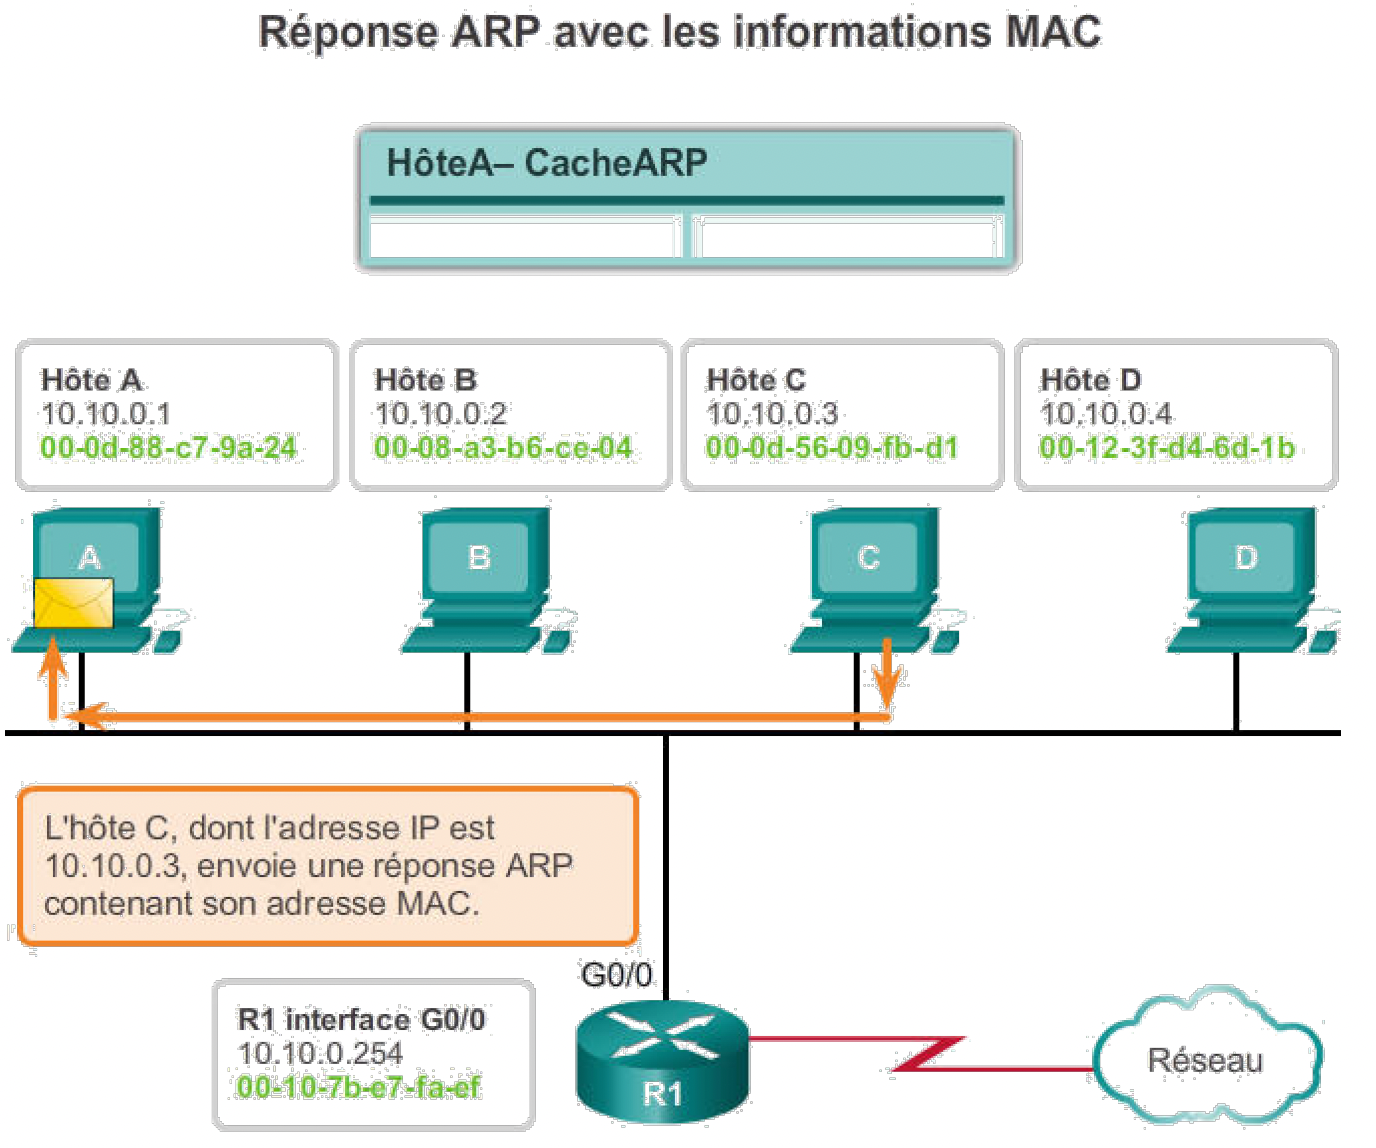 Réponse ARP avec les informations MAC
HôteA– CacheARP
Hôte A
10.10.0.1
00-0d-88-c7-9a-24
Hôte B
10.10.0.2
00-08-a3-b6-ce-04
Hôte C
10.10.0.3
00-0d-56-09-fb-d1
Hôte D
10.10.0.4
00-12-3f-d4-6d-1b
A
B
C
D
L'hôte C, dont l'adresse IP est
10.10.0.3, envoie une réponse ARP
contenant son adresse MAC.
G0/0
R1 interface G0/0
10.10.0.254
00-10-7b-e7-fa-ef
R1
Réseau